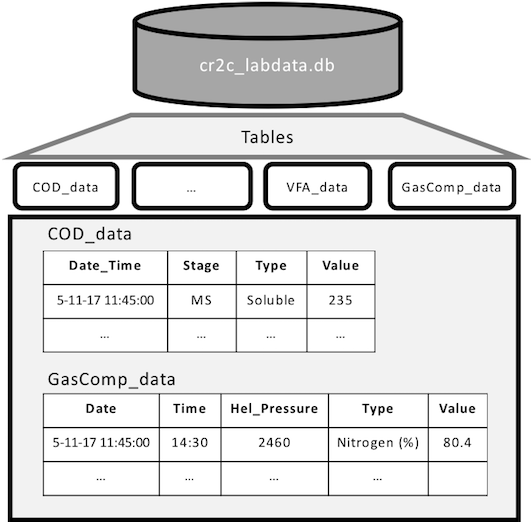 cr2c_labdata.db
Tables
COD_data ... VFA_data GasComp_data
COD_data
Date_Time Stage Type Value
5-11-17 11:45:00 MS Soluble 235
... ... ... ...
GasComp_data
Date Time Hel_Pressure Type Value
5-11-17 11:45:00 14:30 2460 Nitrogen (%) 80.4
... ... ... ...